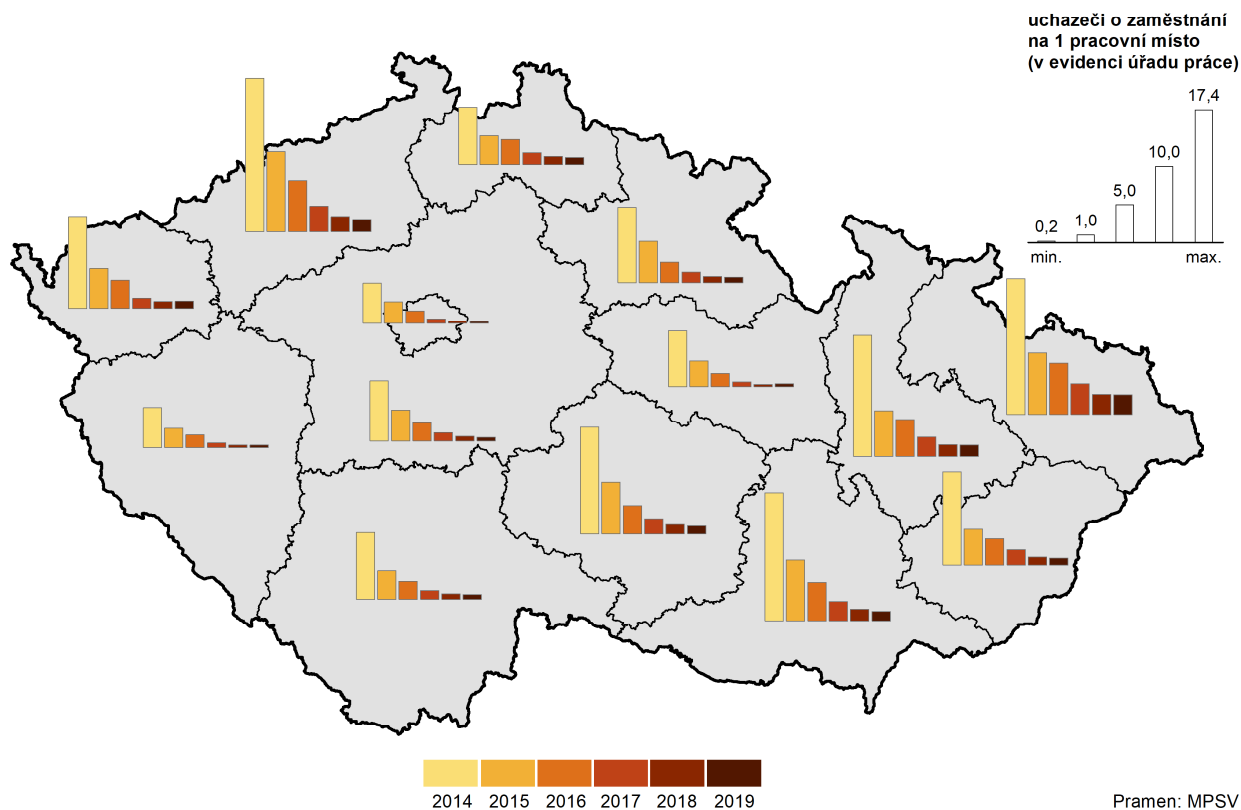 uchazeči o zaměstnání
na 1 pracovní místo
(v evidenci úřadu práce)
17,4
10,0
5,0
1,0
0,2
min.
max.
2014
2015
2016
2017
2018
2019
Pramen: MPSV